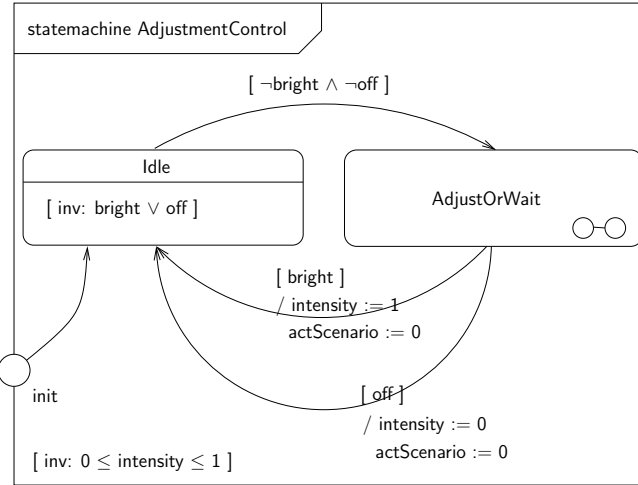 statemachine AdjustmentControl
[ ¬bright ∧ ¬off ]
Idle
[ inv: bright ∨ off ]
AdjustOrWait
[ bright ]
/ intensity := 1
actScenario := 0
init
[ off ]
/ intensity := 0
actScenario := 0
[ inv: 0 ≤ intensity ≤ 1 ]